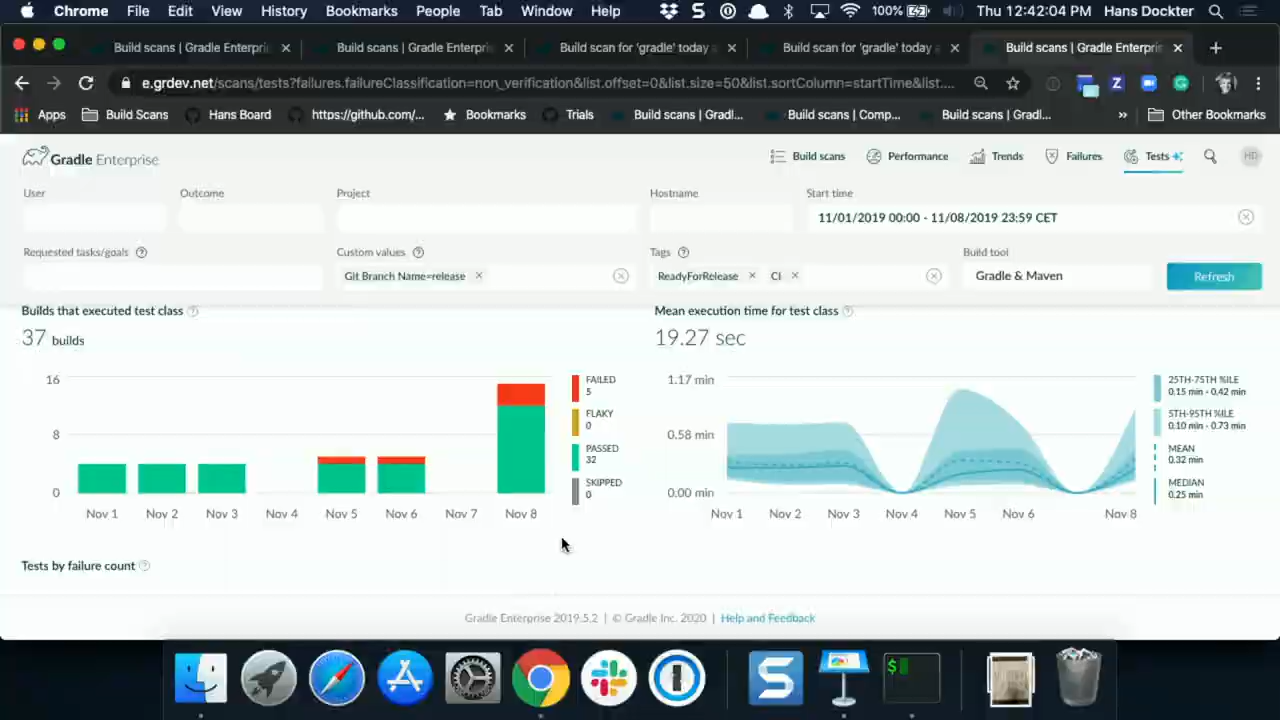 Chrome File Edit View History Bookmarks People Tab Window Help 100% Thu 12:42:04 PM Hans Dockter
Build scans | Gradle Enterpri Build scans | Gradle Enterpri Build scan for 'gradle' today Build scan for 'gradle' today Build scans | Gradle Enterpris
e.grdev.net/scans/tests?failures.failureClassification=non_verification&list.offset=0&list.size=50&list.sortColumn=startTime&list....
Apps Build Scans Hans Board https://github.com/... Bookmarks Trials Build scans | Gradl... Build scans | Comp... Build scans | Gradl... » Other Bookmarks
Gradle Enterprise Build scans Performance Trends Failures Tests HD
User Outcome Project Hostname Start time
11/01/2019 00:00 - 11/08/2019 23:59 CET
Requested tasks/goals ? Custom values ? Tags ? Build tool
Git Branch Name=release ReadyForRelease CI Gradle & Maven Refresh
Builds that executed test class ? Mean execution time for test class ?
37 builds 19.27 sec
16
8
0
Nov 1 Nov 2 Nov 3 Nov 4 Nov 5 Nov 6 Nov 7 Nov 8
FAILED
5
FLAKY
0
PASSED
32
SKIPPED
0
1.17 min
0.58 min
0.00 min
Nov 1 Nov 2 Nov 3 Nov 4 Nov 5 Nov 6 Nov 8
25TH-75TH %ILE
0.15 min - 0.42 min
5TH-95TH %ILE
0.10 min - 0.73 min
MEAN
0.32 min
MEDIAN
0.25 min
Tests by failure count ?
Gradle Enterprise 2019.5.2 | © Gradle Inc. 2020 | Help and Feedback